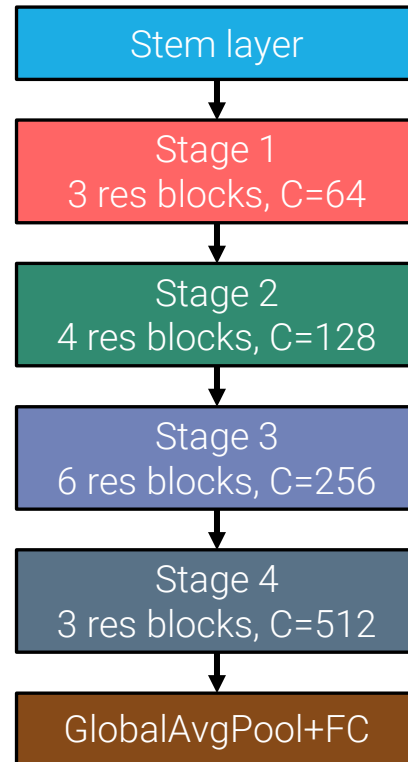 Stem layer
Stage 1
3 res blocks, C=64
Stage 2
4 res blocks, C=128
Stage 3
6 res blocks, C=256
Stage 4
3 res blocks, C=512
GlobalAvgPool+FC